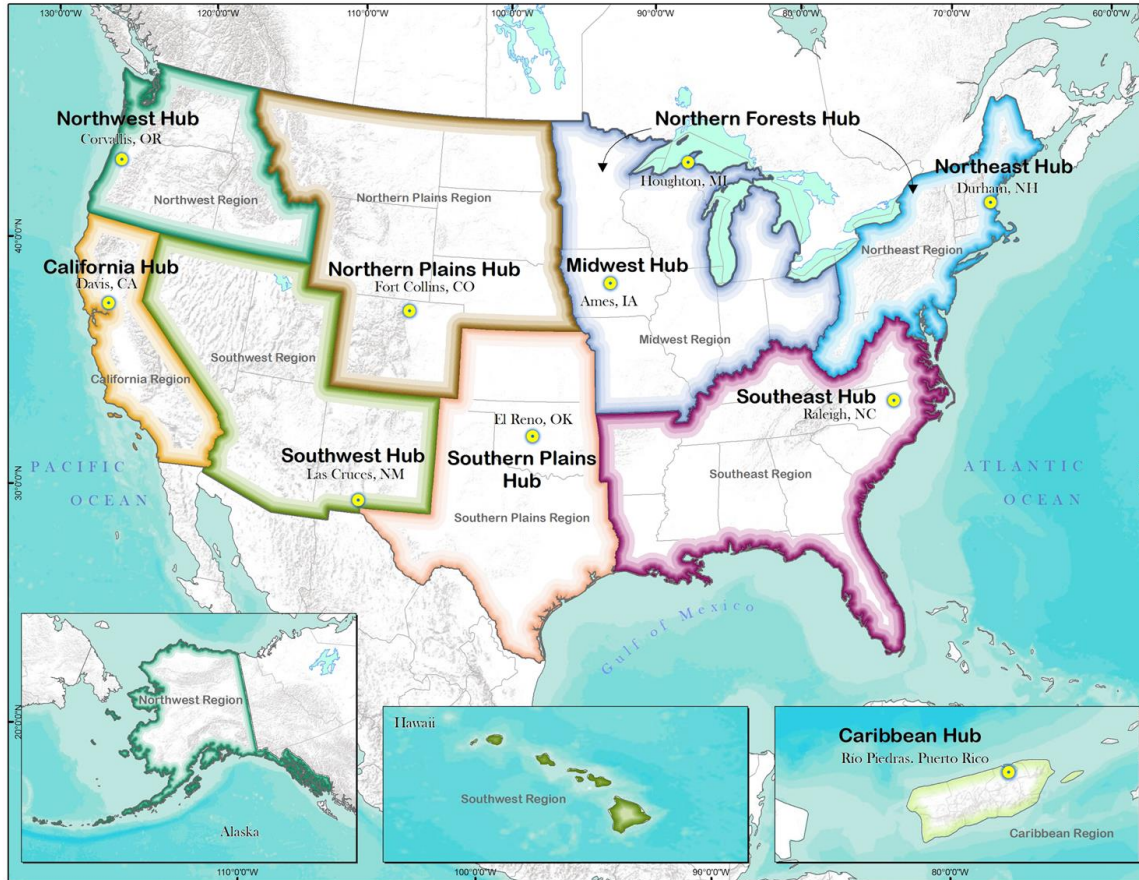 130°0'0"W
120°0'0"W
110°0'0"W
100°0'0"W
90°0'0"W
80°0'0"W
70°0'0"W
60°0'0"W
Northwest Hub
Corvallis, OR
Northwest Region
Northern Plains Region
Northern Forests Hub
Houghton, MI
Northeast Hub
Durham, NH
Northeast Region
40°0'0"N
California Hub
Davis, CA
Northern Plains Hub
Fort Collins, CO
Midwest Hub
Ames, IA
Midwest Region
Southwest Region
California Region
Southeast Hub
Raleigh, NC
El Reno, OK
Southwest Hub
Las Cruces, NM
Southern Plains
Hub
Southern Plains Region
Southeast Region
PACIFIC
OCEAN
ATLANTIC
OCEAN
30°0'0"N
Gulf of Mexico
20°0'0"N
Northwest Region
Alaska
Hawaii
Southwest Region
Caribbean Hub
Río Piedras. Puerto Rico
Caribbean Region
110°0'0"W
100°0'0"W
90°0'0"W
80°0'0"W